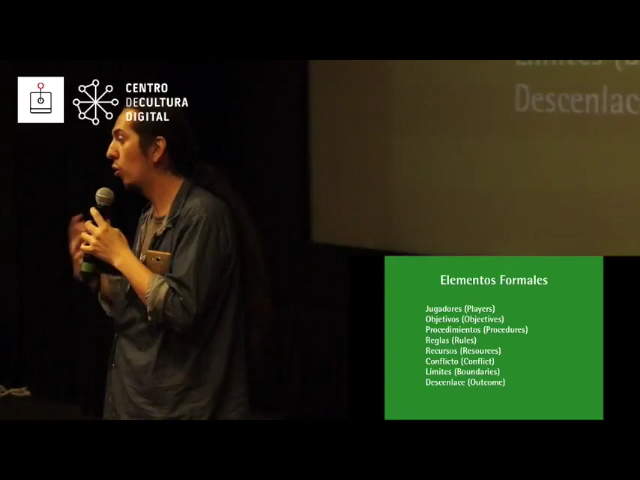 CENTRO
DECULTURA
DIGITAL
Descenlac
Elementos Formales
Jugadores (Players)
Objetivos (Objectives)
Procedimientos (Procedures)
Reglas (Rules)
Recursos (Resources)
Conflicto (Conflict)
Límites (Boundaries)
Descenlace (Outcome)